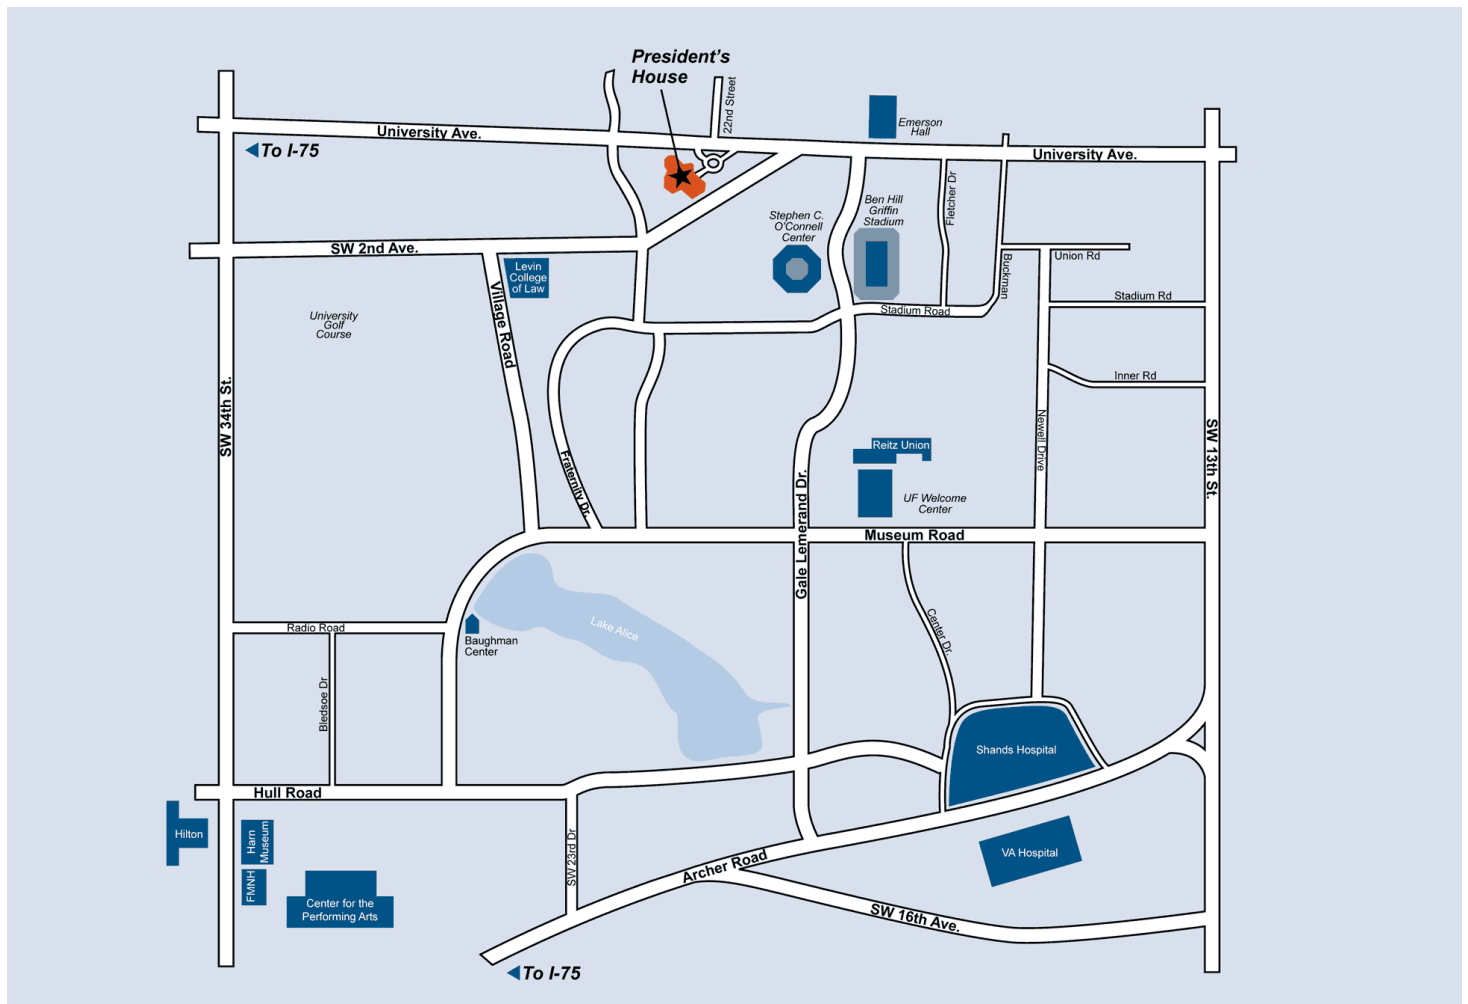 President's
House
22nd Street
Emerson
Hall
University Ave.
To I-75
University Ave.
Fletcher Dr
Ben Hill
Griffin
Stadium
Stephen C.
O'Connell
Center
SW 2nd Ave.
Levin
College
of Law
Union Rd
Buckman
Village Road
Stadium Rd
Stadium Road
University
Golf
Course
Inner Rd
SW 34th St.
Newell Drive
SW 13th St.
Reitz Union
Fraternity Dr.
UF Welcome
Center
Gale Lemerand Dr.
Museum Road
Center Dr.
Lake Alice
Radio Road
Baughman
Center
Bledsoe Dr
Shands Hospital
Hull Road
Hilton
Harn
Museum
SW 23rd Dr
VA Hospital
Archer Road
FMNH
Center for the
Performing Arts
SW 16th Ave.
To I-75